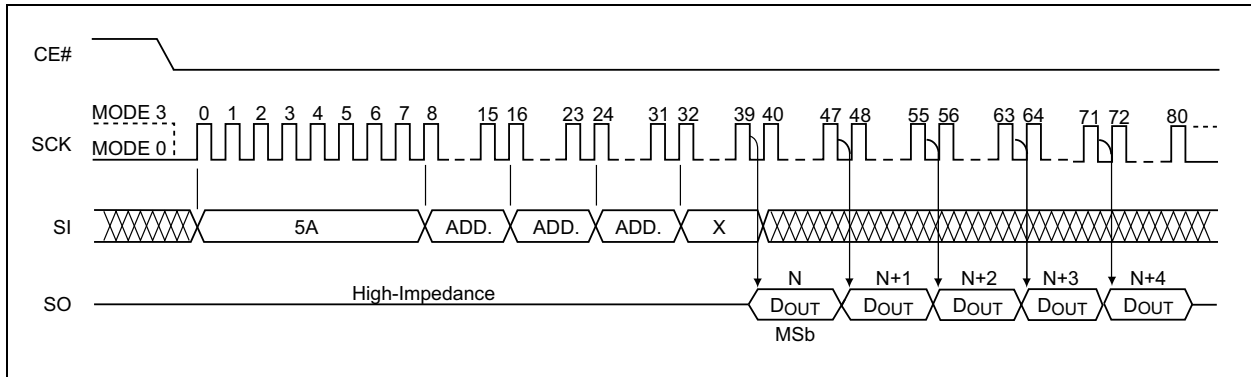 CE#
MODE 3
0 1 2 3 4 5 6 7 8 15 16 23 24 31 32 39 40 47 48 55 56 63 64 71 72 80
SCK
MODE 0
SI
5A ADD. ADD. ADD. X
N N+1 N+2 N+3 N+4
High-Impedance
SO
DOUT DOUT DOUT DOUT DOUT
MSb